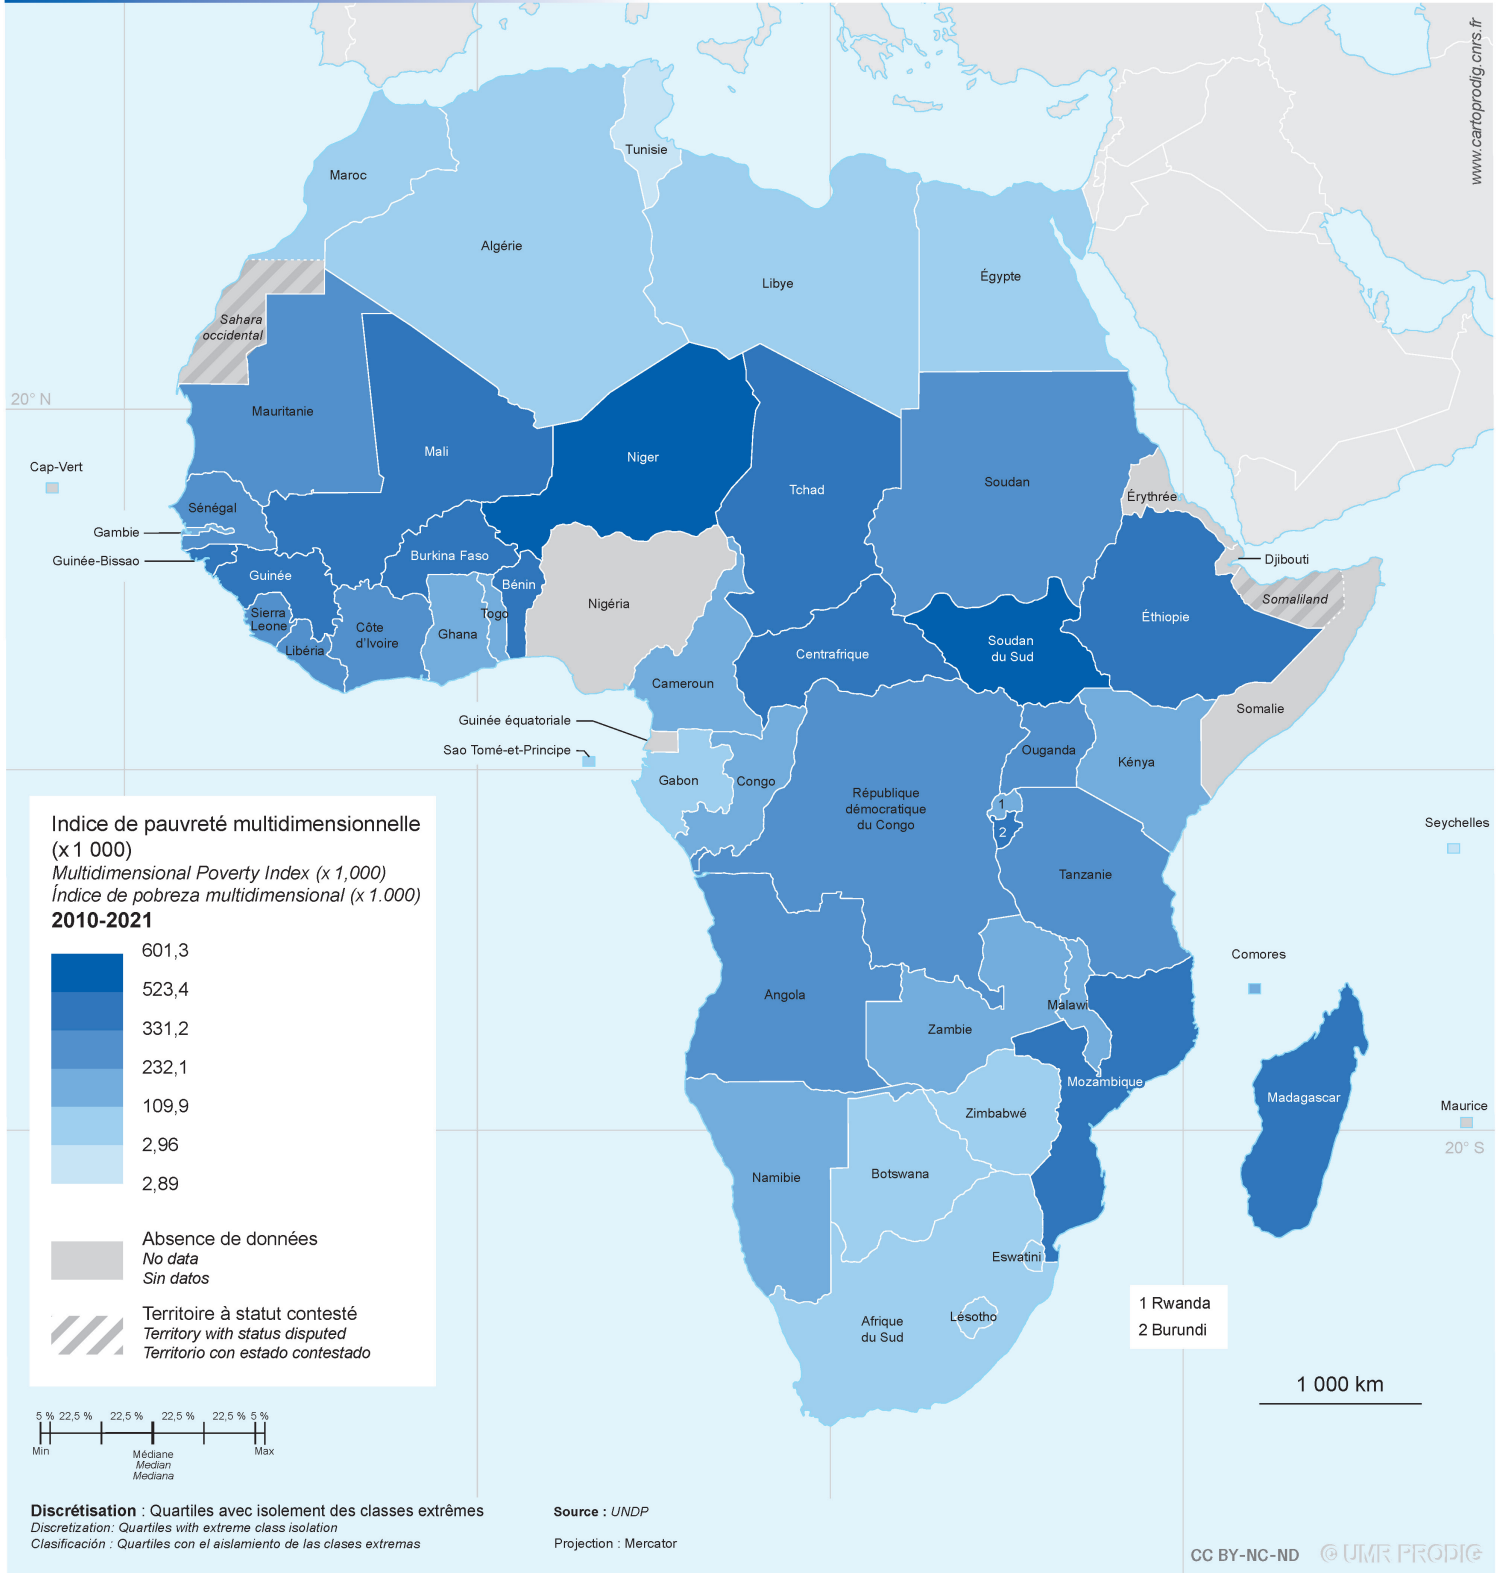 www.cartoprodig.cnrs.fr
Tunisie
Maroc
Algérie
Libye
Égypte
Sahara
occidental
20° N
Mauritanie
Mali
Niger
Cap-Vert
Tchad
Soudan
Érythrée
Sénégal
Gambie
Guinée-Bissao
Burkina Faso
Djibouti
Guinée
Bénin
Nigéria
Somaliland
Sierra
Leone
Togo
Éthiopie
Côte
d'Ivoire
Ghana
Libéria
Centrafrique
Soudan
du Sud
Cameroun
Somalie
Guinée équatoriale
Sao Tomé-et-Principe
Ouganda
Kénya
Gabon
Congo
République
démocratique
du Congo
1
2
Seychelles
Tanzanie
Comores
Angola
Malawi
Zambie
Mozambique
Madagascar
Maurice
20° S
Zimbabwé
Botswana
Namibie
Eswatini
Lésotho
Afrique
du Sud
Indice de pauvreté multidimensionnelle
(x 1 000)
Multidimensional Poverty Index (x 1,000)
Índice de pobreza multidimensional (x 1.000)
2010-2021
601,3
523,4
331,2
232,1
109,9
2,96
2,89
Absence de données
No data
Sin datos
Territoire à statut contesté
Territory with status disputed
Territorio con estado contestado
1 Rwanda
2 Burundi
1 000 km
5 % 22,5 % 22,5 % 22,5 % 22,5 % 5 %
Min
Max
Médiane
Median
Mediana
Discrétisation : Quartiles avec isolement des classes extrêmes
Discretization: Quartiles with extreme class isolation
Clasificación : Quartiles con el aislamiento de las clases extremas
Source : UNDP
Projection : Mercator
CC BY-NC-ND
© UMR PRODIG